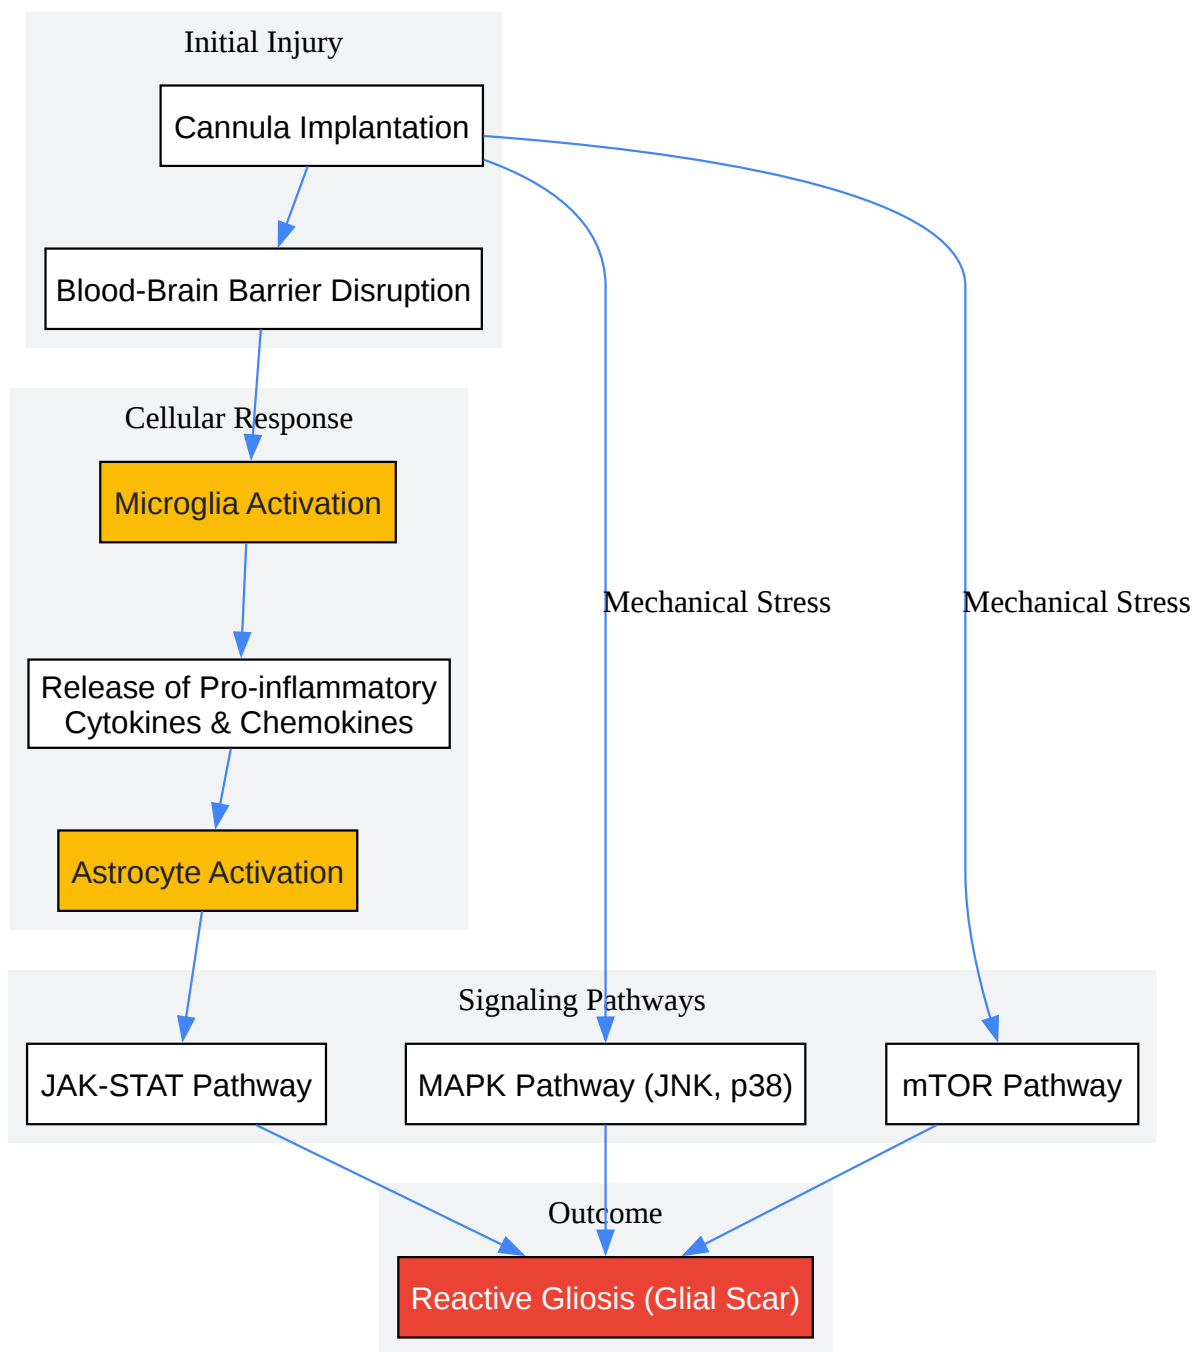 Initial Injury
Cannula Implantation
Blood-Brain Barrier Disruption
Cellular Response
Microglia Activation
Mechanical Stress
Mechanical Stress
Release of Pro-inflammatory
Cytokines & Chemokines
Astrocyte Activation
Signaling Pathways
JAK-STAT Pathway
MAPK Pathway (JNK, p38)
mTOR Pathway
Outcome
Reactive Gliosis (Glial Scar)